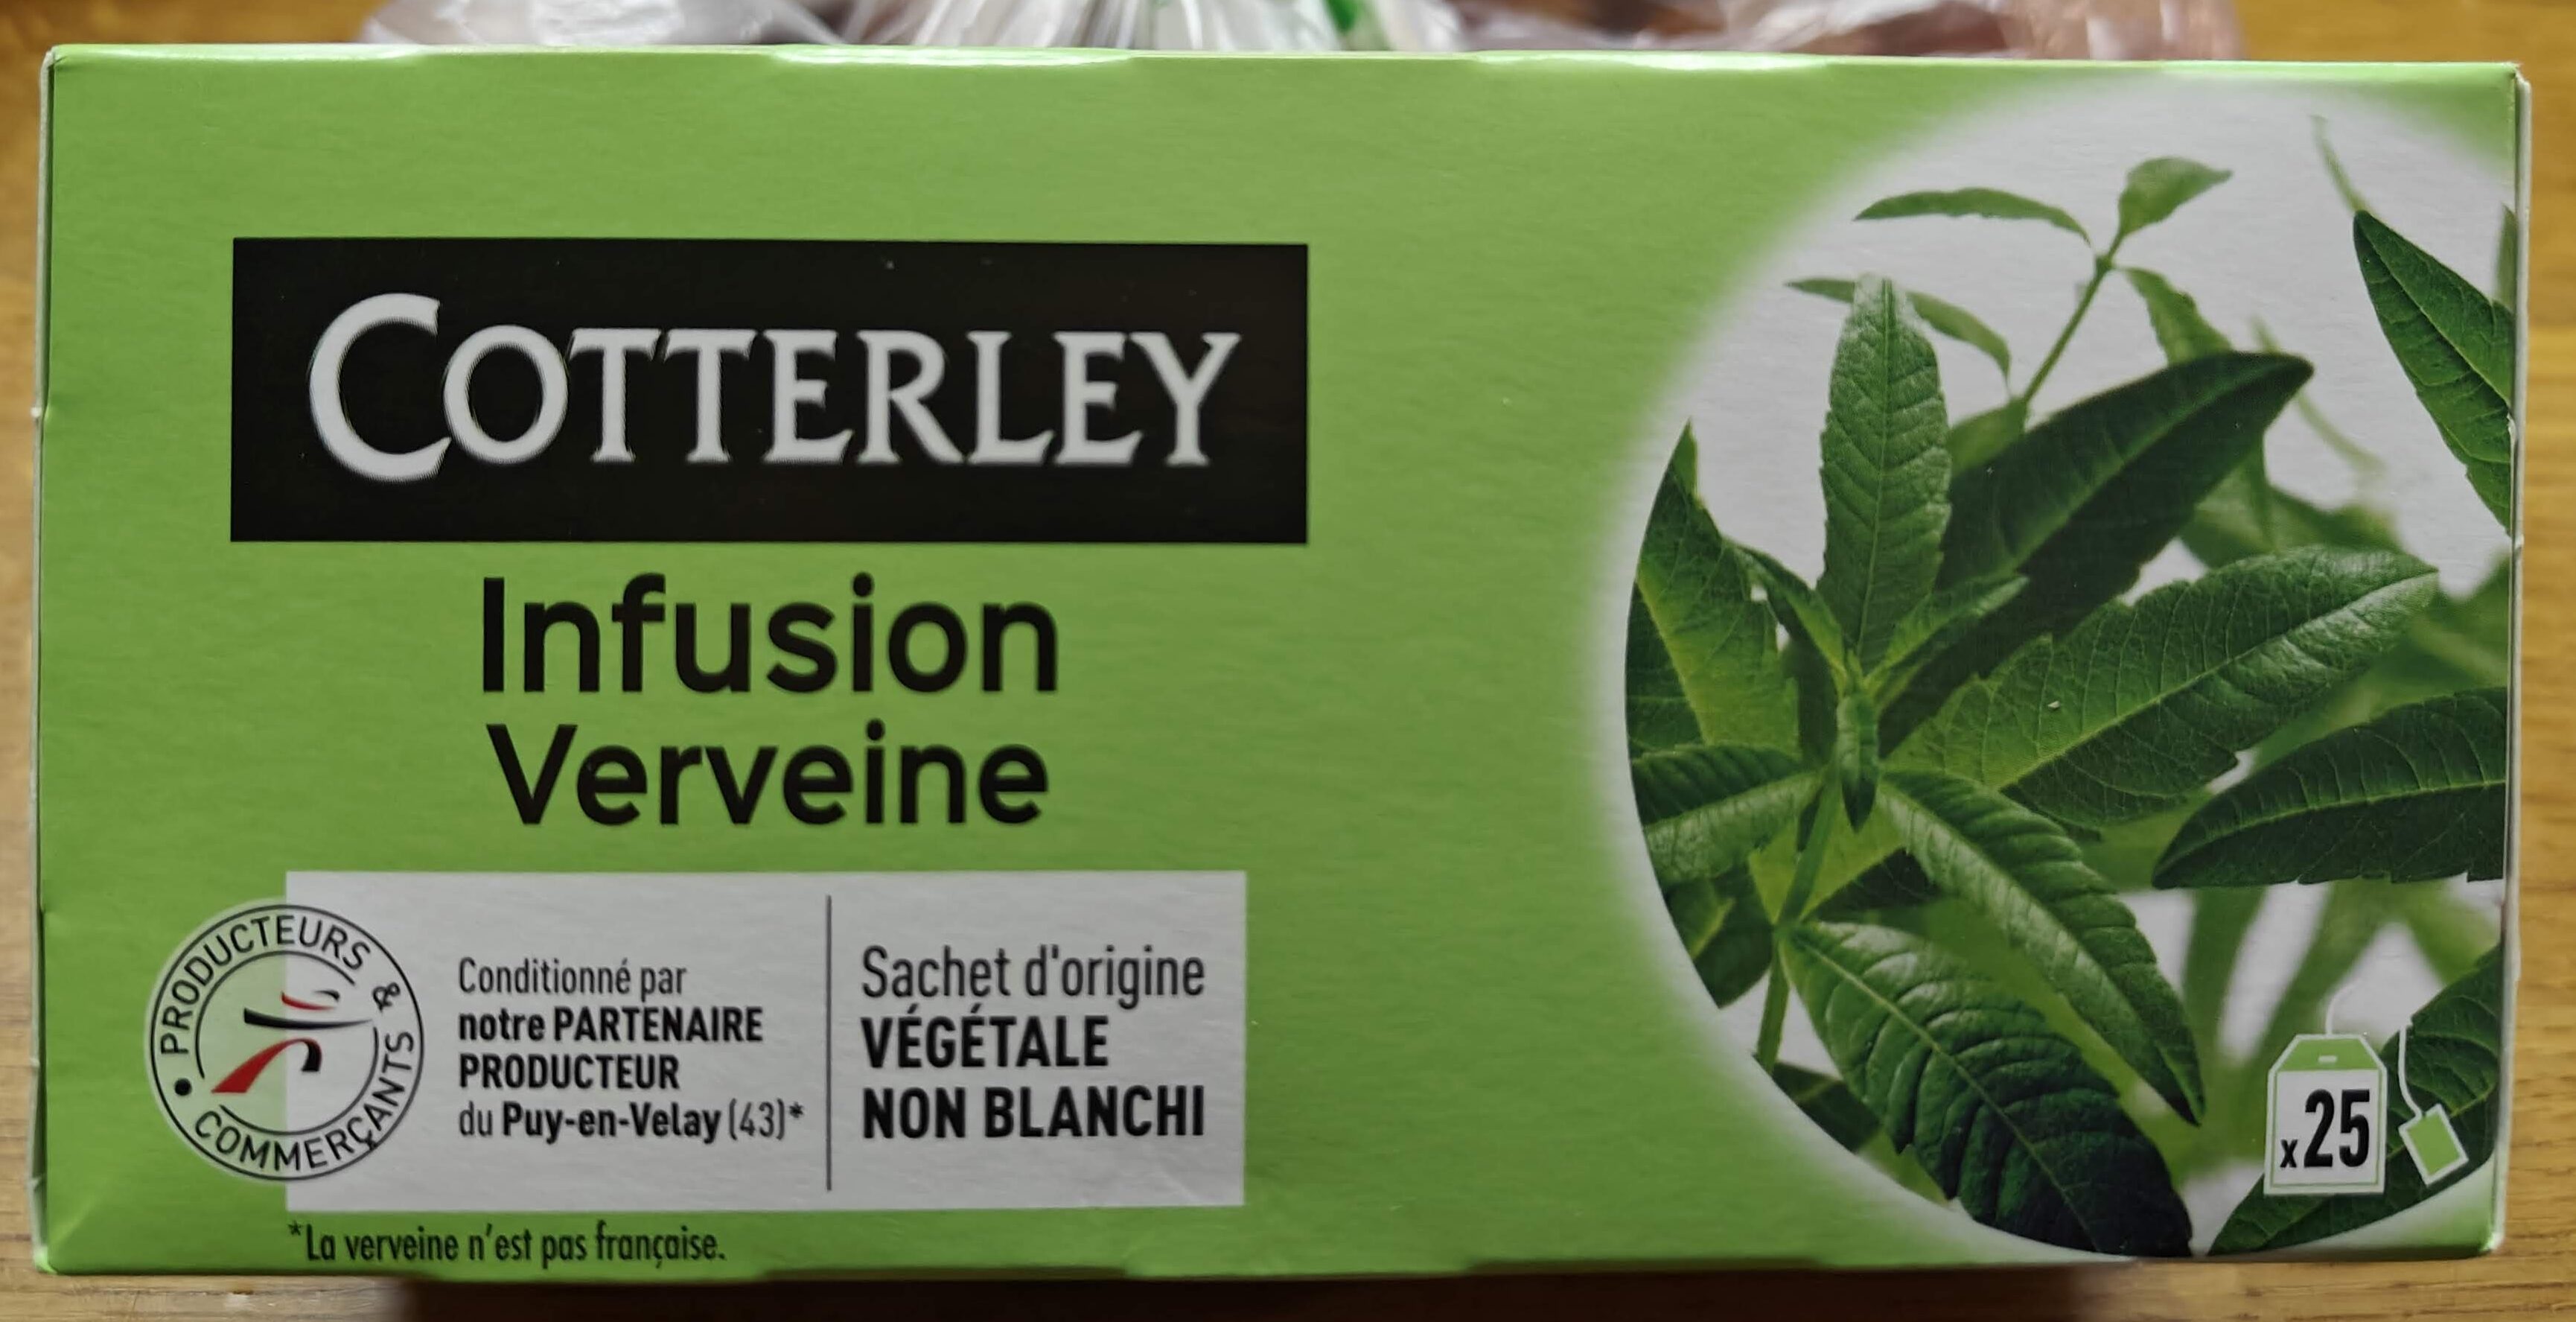 COTTERLEY
Infusion
Verveine
PRODUCTEURS & COMMERÇANTS
Conditionné par
notre PARTENAIRE
PRODUCTEUR
du Puy-en-Velay (43)*
Sachet d'origine
VÉGÉTALE
NON BLANCHI
x25
*La verveine n'est pas française.